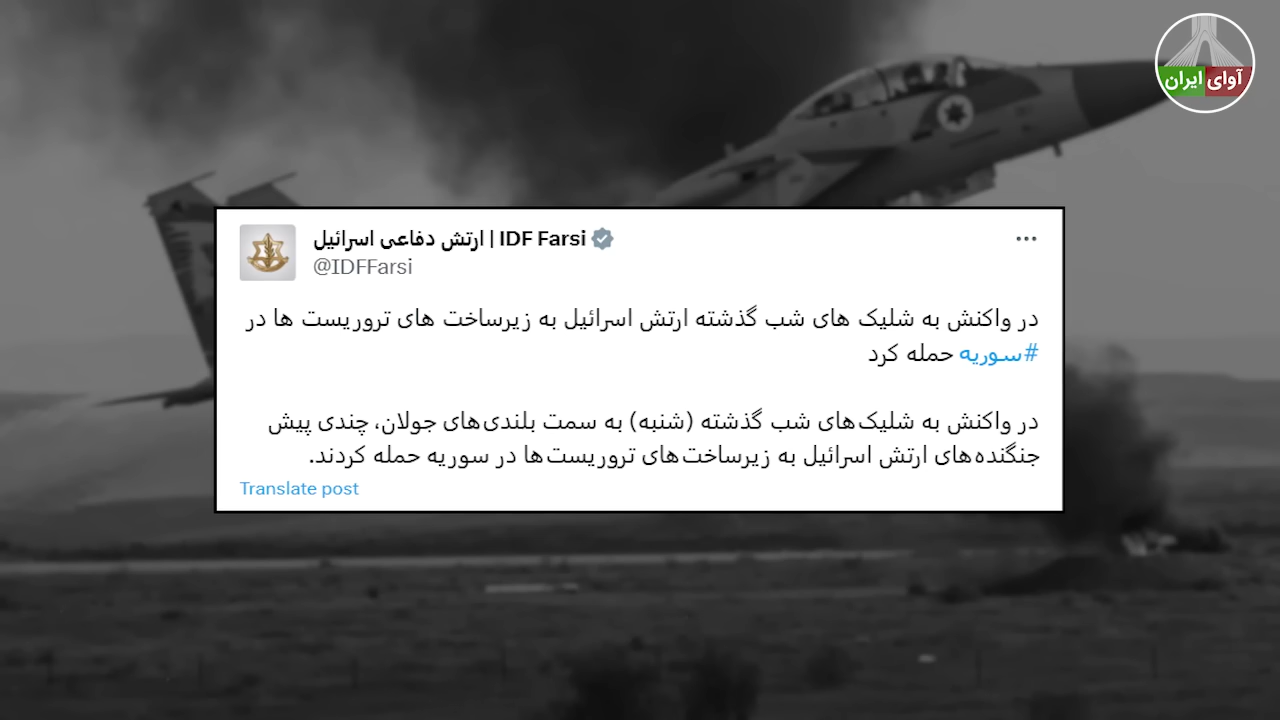 آوای ایران
ارتش دفاعی اسرائیل | IDF Farsi
@IDFFarsi
در واکنش به شلیک های شب گذشته ارتش اسرائیل به زیرساخت های تروریست ها در
#سوریه حمله کرد
در واکنش به شلیک‌های شب گذشته (شنبه) به سمت بلندی‌های جولان، چندی پیش
جنگنده‌های ارتش اسرائیل به زیرساخت‌های تروریست‌ها در سوریه حمله کردند.
Translate post